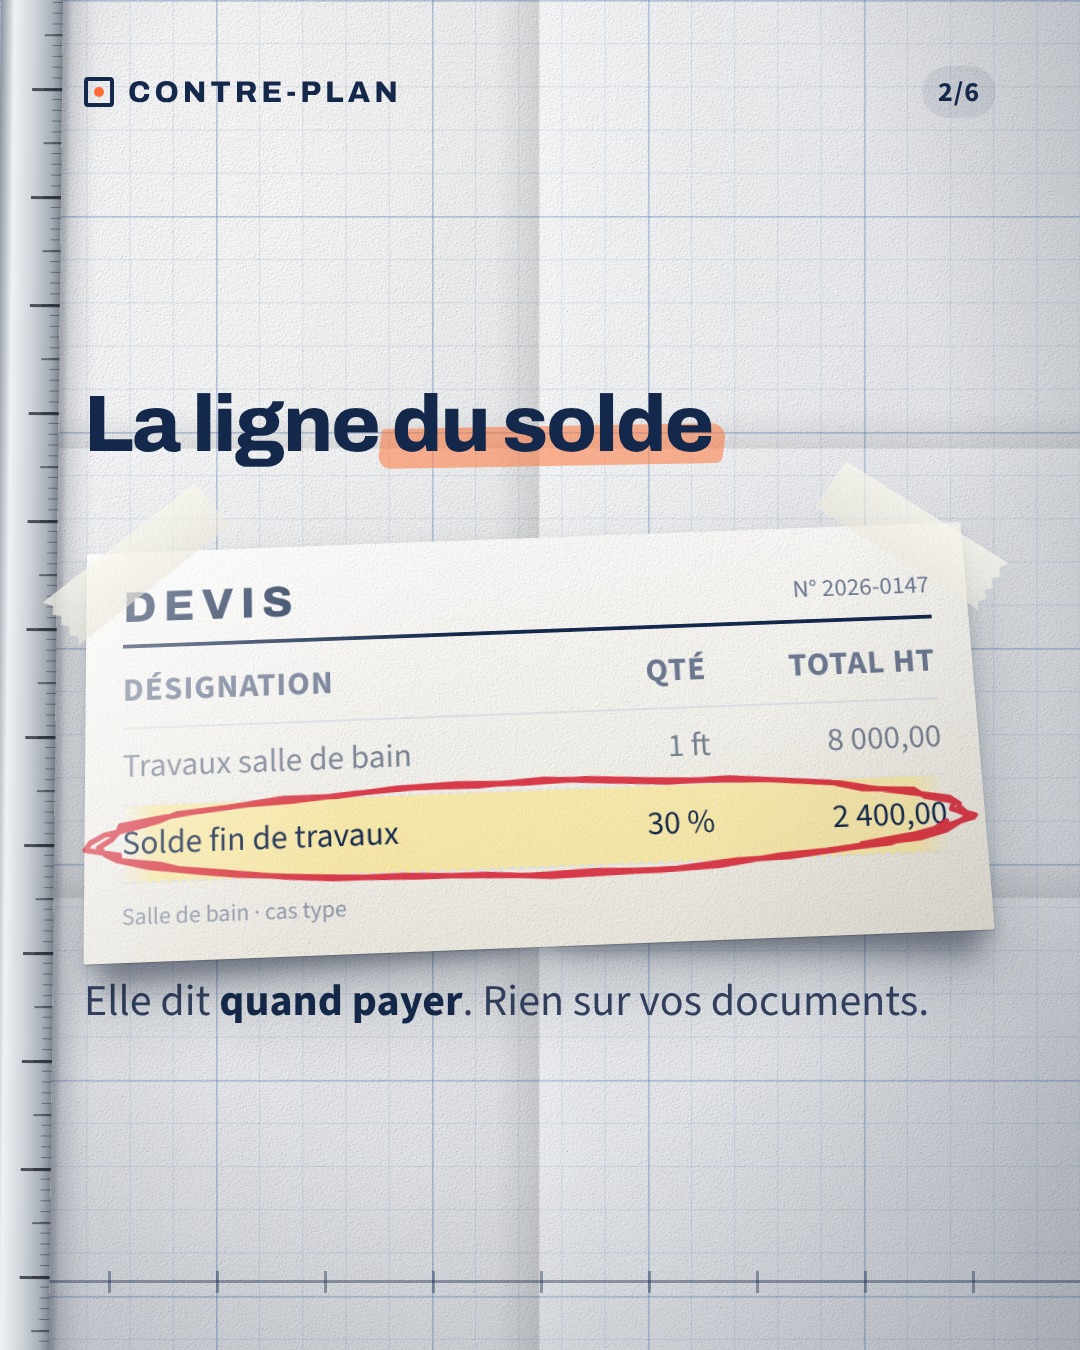 CONTRE-PLAN
2/6
La ligne du solde
DEVIS
N° 2026-0147
DÉSIGNATION QTÉ TOTAL HT
Travaux salle de bain 1 ft 8 000,00
Solde fin de travaux 30 % 2 400,00
Salle de bain · cas type
Elle dit quand payer. Rien sur vos documents.